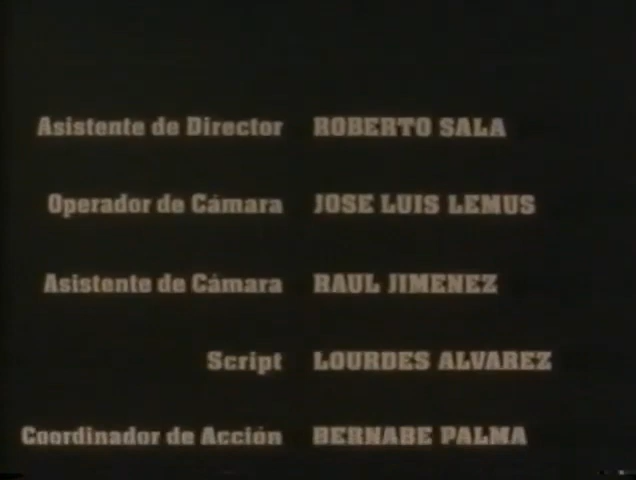 Asistente de Director ROBERTO SALA
Operador de Cámara JOSE LUIS LEMUS
Asistente de Cámara RAUL JIMENEZ
Script LOURDES ALVAREZ
Coordinador de Acción BERNABE PALMA